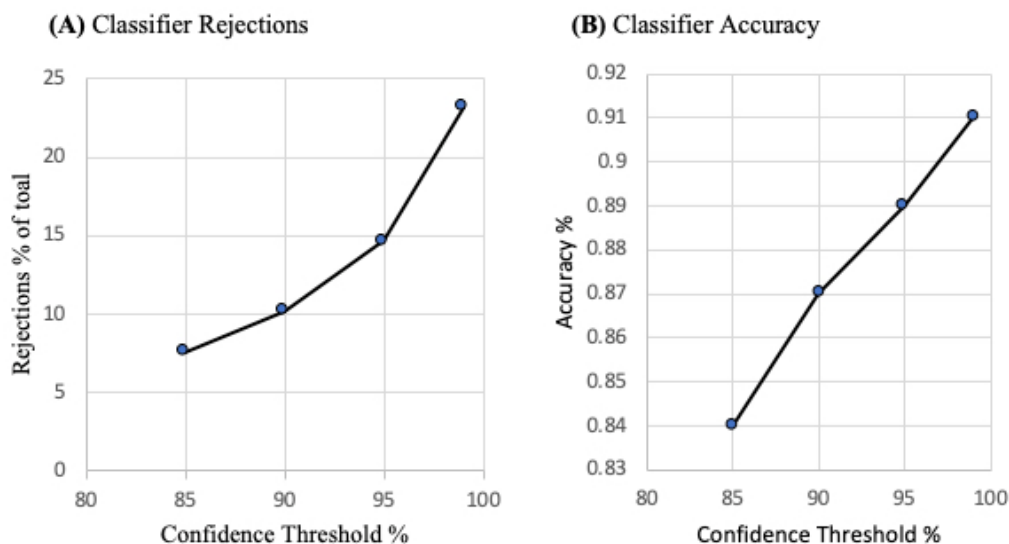 (A) Classifier Rejections
25
20
15
10
5
0
80 85 90 95 100
Rejections % of toal
Confidence Threshold %
(B) Classifier Accuracy
0.92
0.91
0.9
0.89
0.88
0.87
0.86
0.85
0.84
0.83
80 85 90 95 100
Accuracy %
Confidence Threshold %